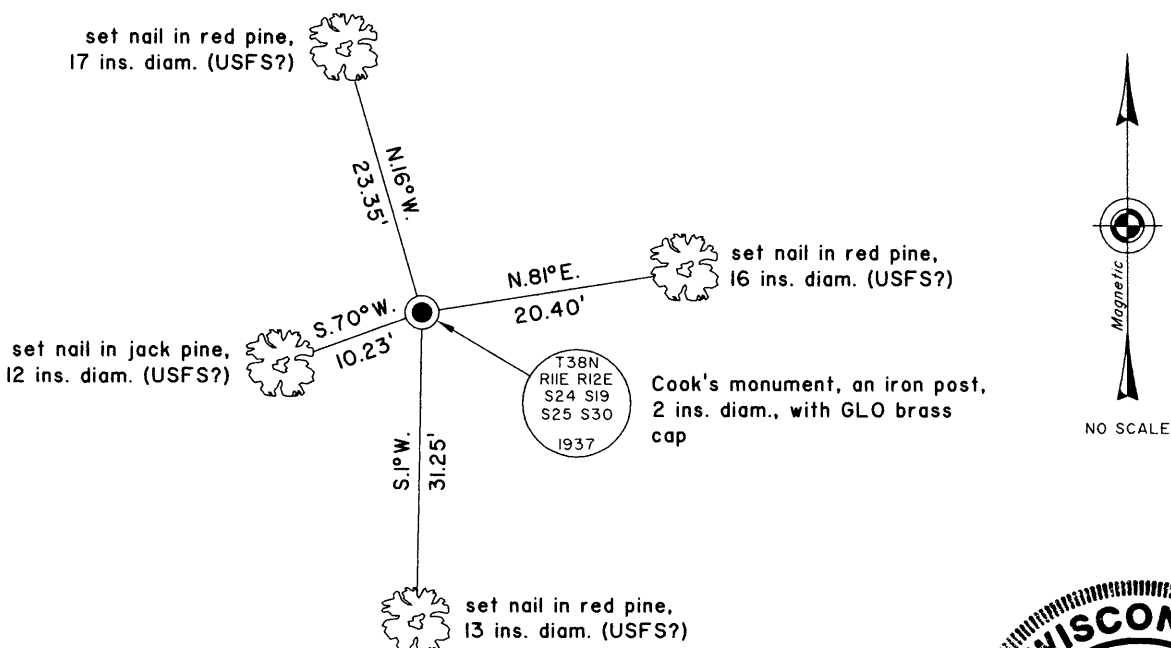 set nail in red pine,
17 ins. diam. (USFS?)
N.16°W.
23.35'
set nail in red pine,
16 ins. diam. (USFS?)
N.81°E.
20.40'
S.70°W.
10.23'
set nail in jack pine,
12 ins. diam. (USFS?)
T38N
R11E R12E
S24 S19
S25 S30
1937
Cook's monument, an iron post,
2 ins. diam., with GLO brass
cap
S.1°W.
31.25'
set nail in red pine,
13 ins. diam. (USFS?)
Magnetic
NO SCALE
WISCON